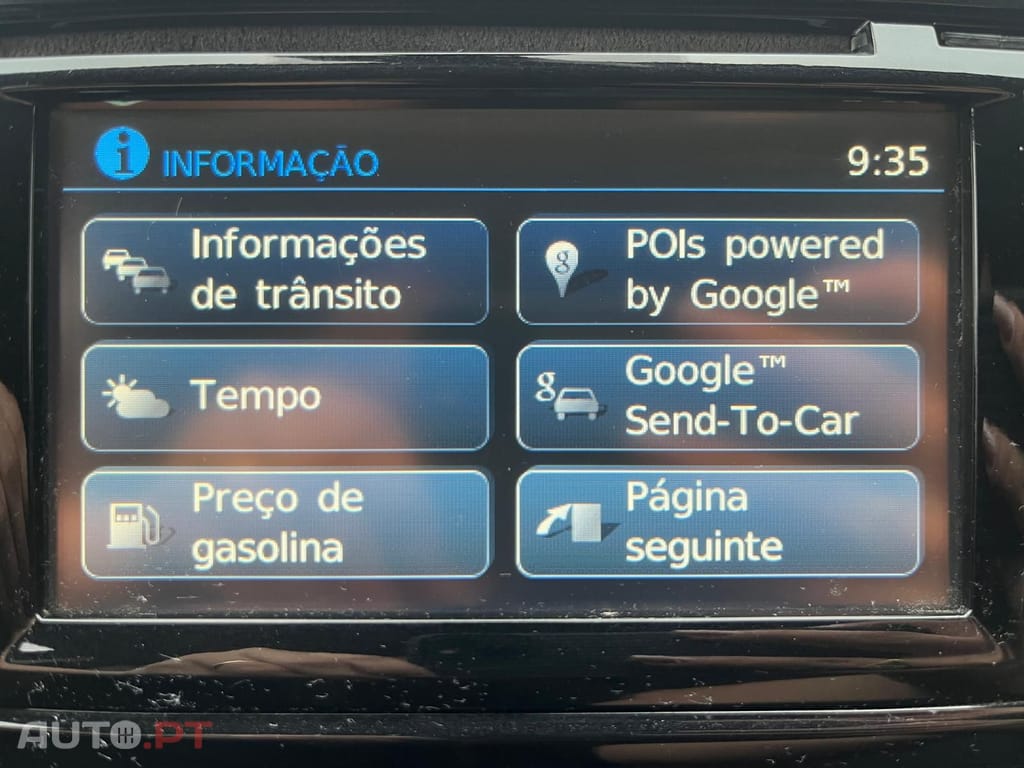 INFORMAÇÃO
9:35
Informações
de trânsito
POIs powered
by Google™
Tempo
Google™
Send-To-Car
Preço de
gasolina
Página
seguinte
AUTO.PT